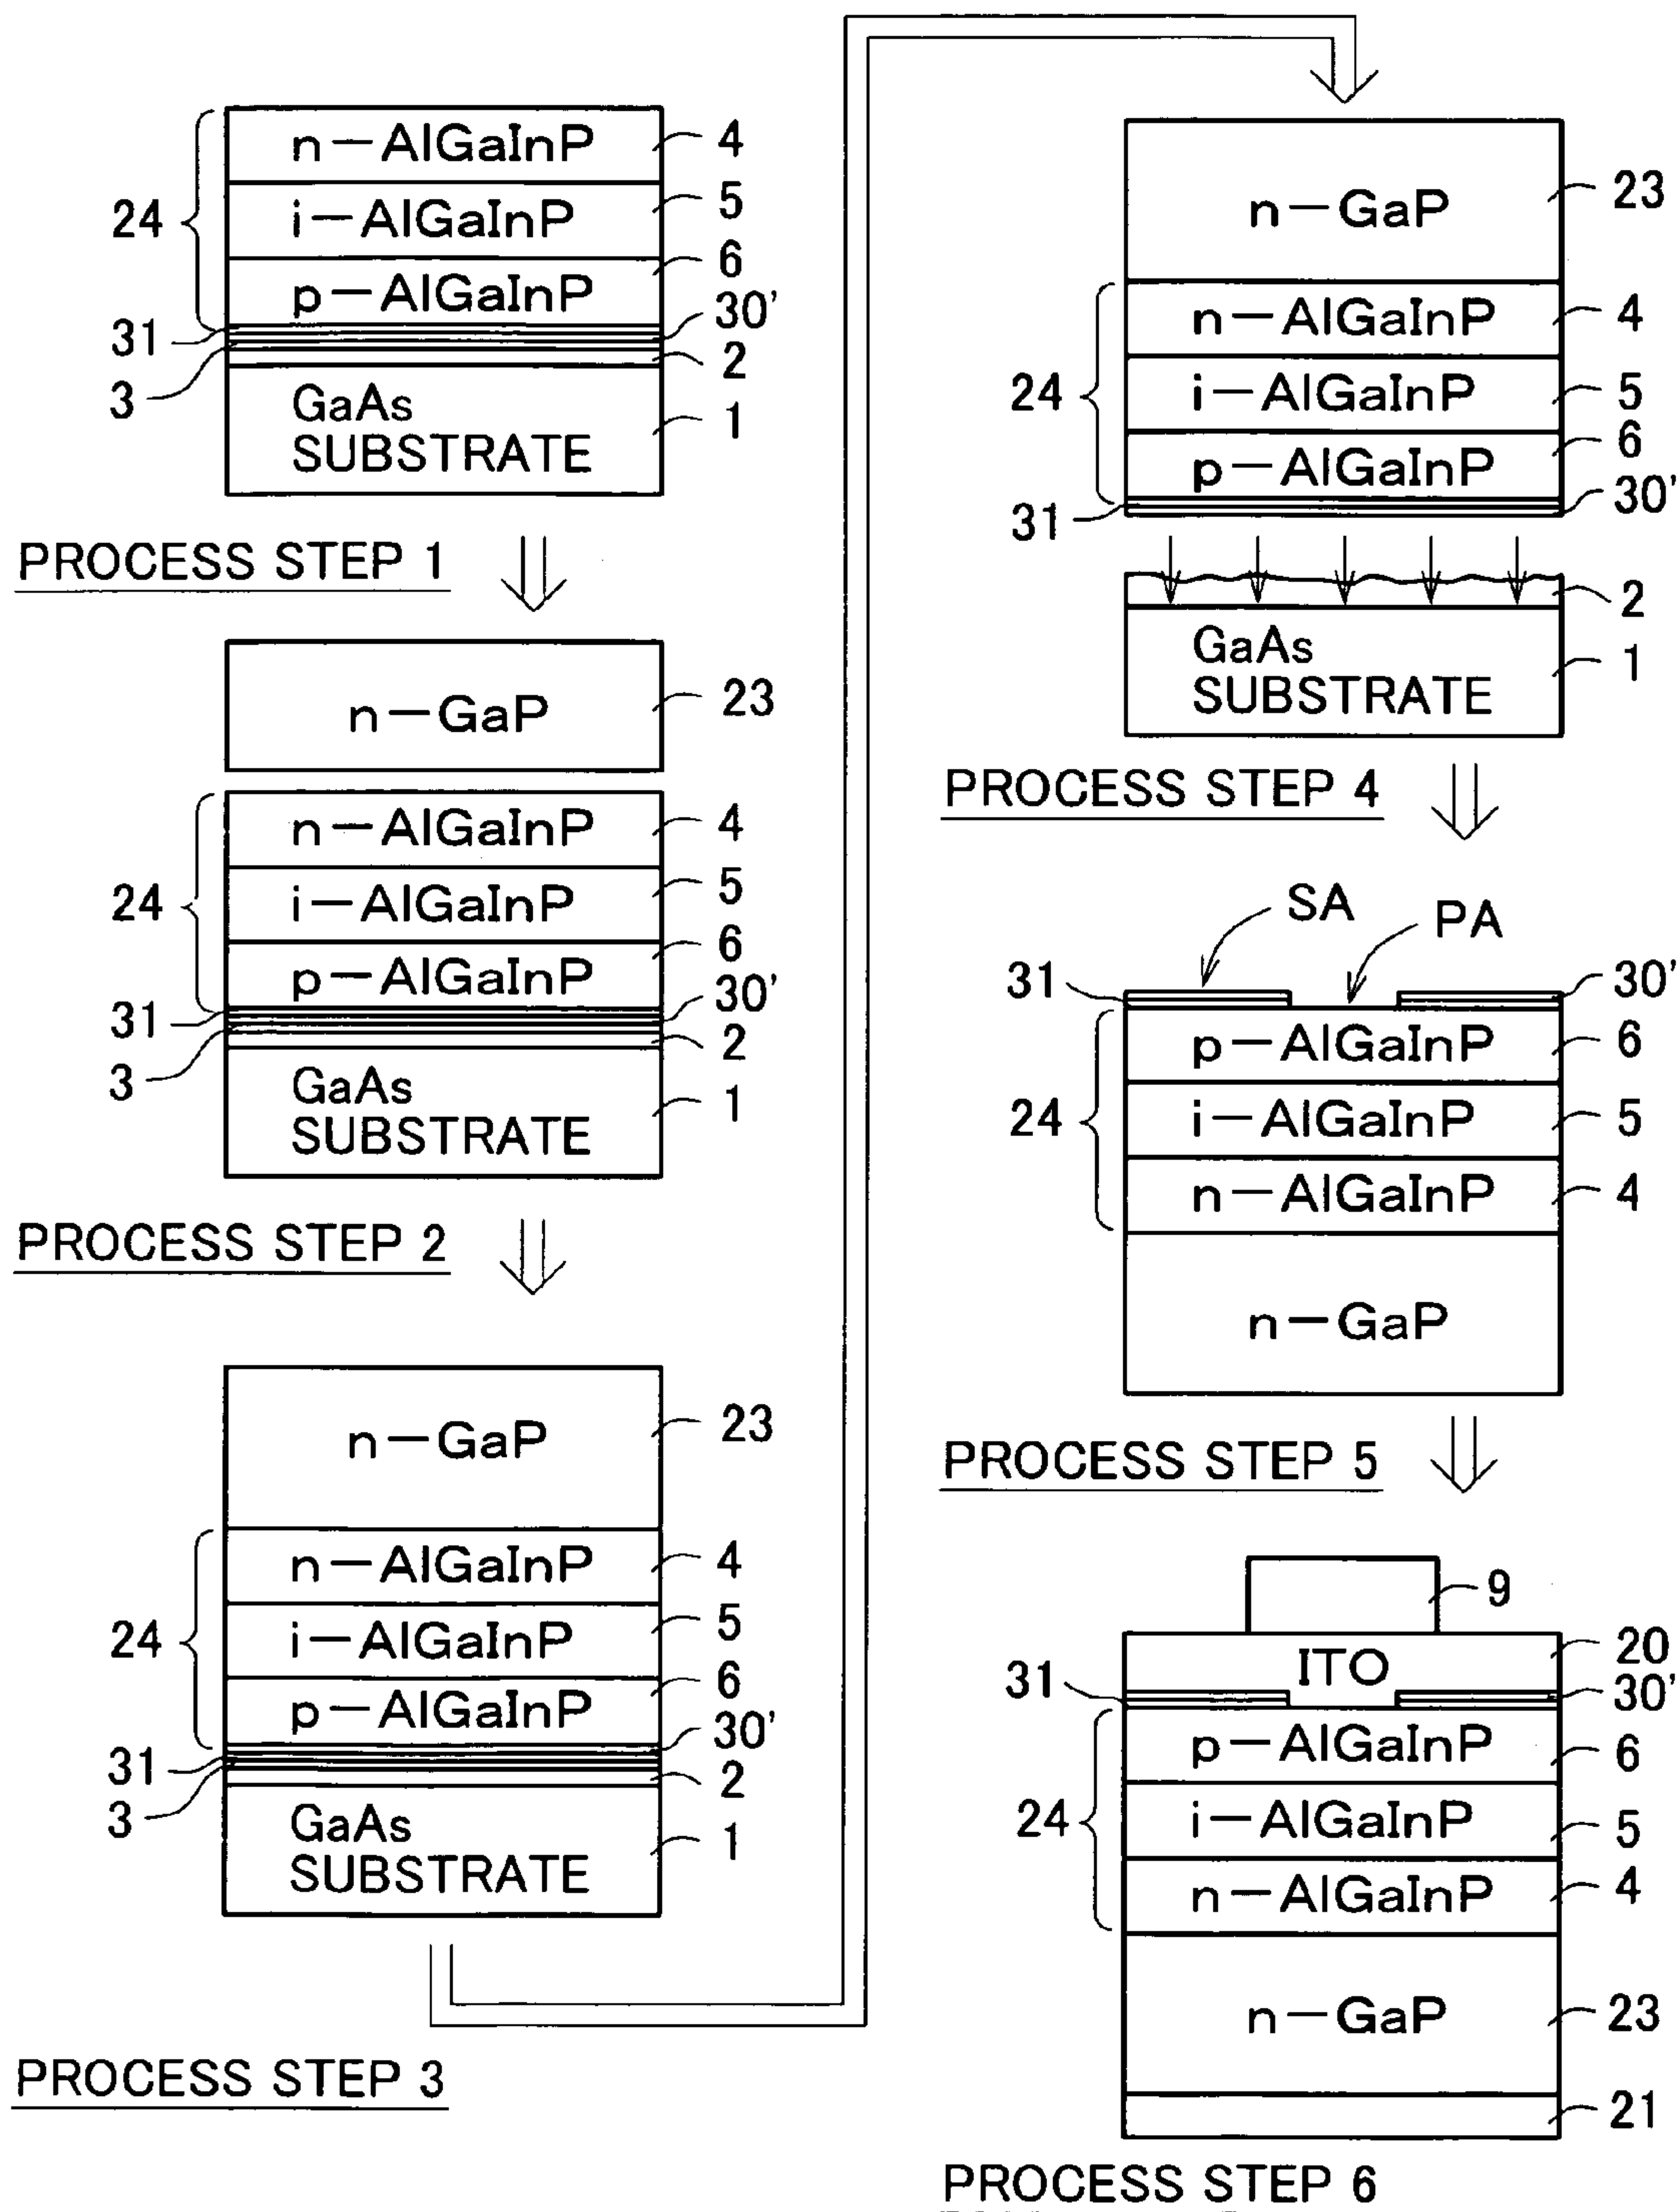 n-AlGaInP
4
24
i-AlGaInP
5
p-AlGaInP
6
30'
31
2
3
GaAs
SUBSTRATE
1
PROCESS STEP 1
n-GaP
23
n-AlGaInP
4
24
i-AlGaInP
5
p-AlGaInP
6
30'
31
2
3
GaAs
SUBSTRATE
1
PROCESS STEP 2
n-GaP
23
n-AlGaInP
4
24
i-AlGaInP
5
p-AlGaInP
6
30'
31
2
3
GaAs
SUBSTRATE
1
PROCESS STEP 3
n-GaP
23
n-AlGaInP
4
24
i-AlGaInP
5
p-AlGaInP
6
30'
31
2
GaAs
SUBSTRATE
1
PROCESS STEP 4
SA
PA
31
30'
p-AlGaInP
6
24
i-AlGaInP
5
n-AlGaInP
4
n-GaP
PROCESS STEP 5
9
ITO
20
31
30'
p-AlGaInP
6
24
i-AlGaInP
5
n-AlGaInP
4
n-GaP
23
21
PROCESS STEP 6